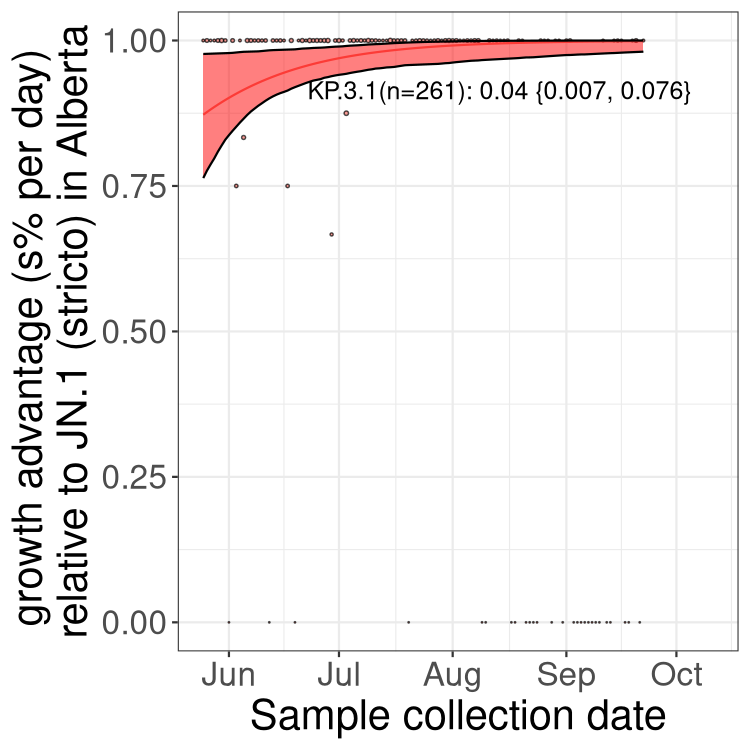 growth advantage (s% per day)
relative to JN.1 (stricto) in Alberta
1.00
0.75
0.50
0.25
0.00
KP.3.1(n=261): 0.04 {0.007, 0.076}
Jun Jul Aug Sep Oct
Sample collection date